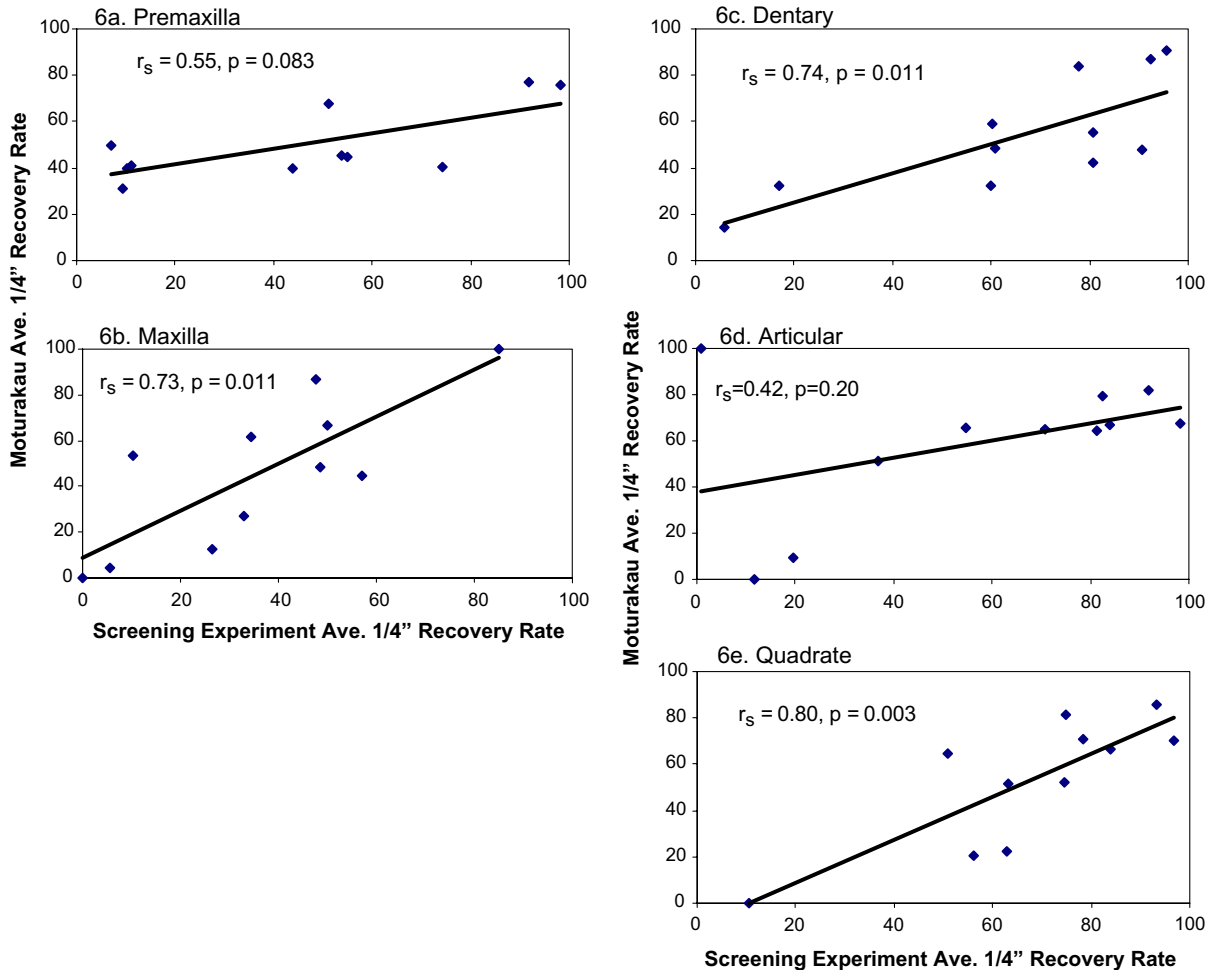 6a. Premaxilla
r_s = 0.55, p = 0.083
100
80
60
40
20
0
0 20 40 60 80 100
6b. Maxilla
r_s = 0.73, p = 0.011
100
80
60
40
20
0
0 20 40 60 80 100
Moturakau Ave. 1/4” Recovery Rate
Screening Experiment Ave. 1/4” Recovery Rate
6c. Dentary
r_s = 0.74, p = 0.011
100
80
60
40
20
0
0 20 40 60 80 100
6d. Articular
r_s=0.42, p=0.20
100
80
60
40
20
0
0 20 40 60 80 100
Moturakau Ave. 1/4” Recovery Rate
6e. Quadrate
r_s = 0.80, p = 0.003
100
80
60
40
20
0
0 20 40 60 80 100
Screening Experiment Ave. 1/4” Recovery Rate